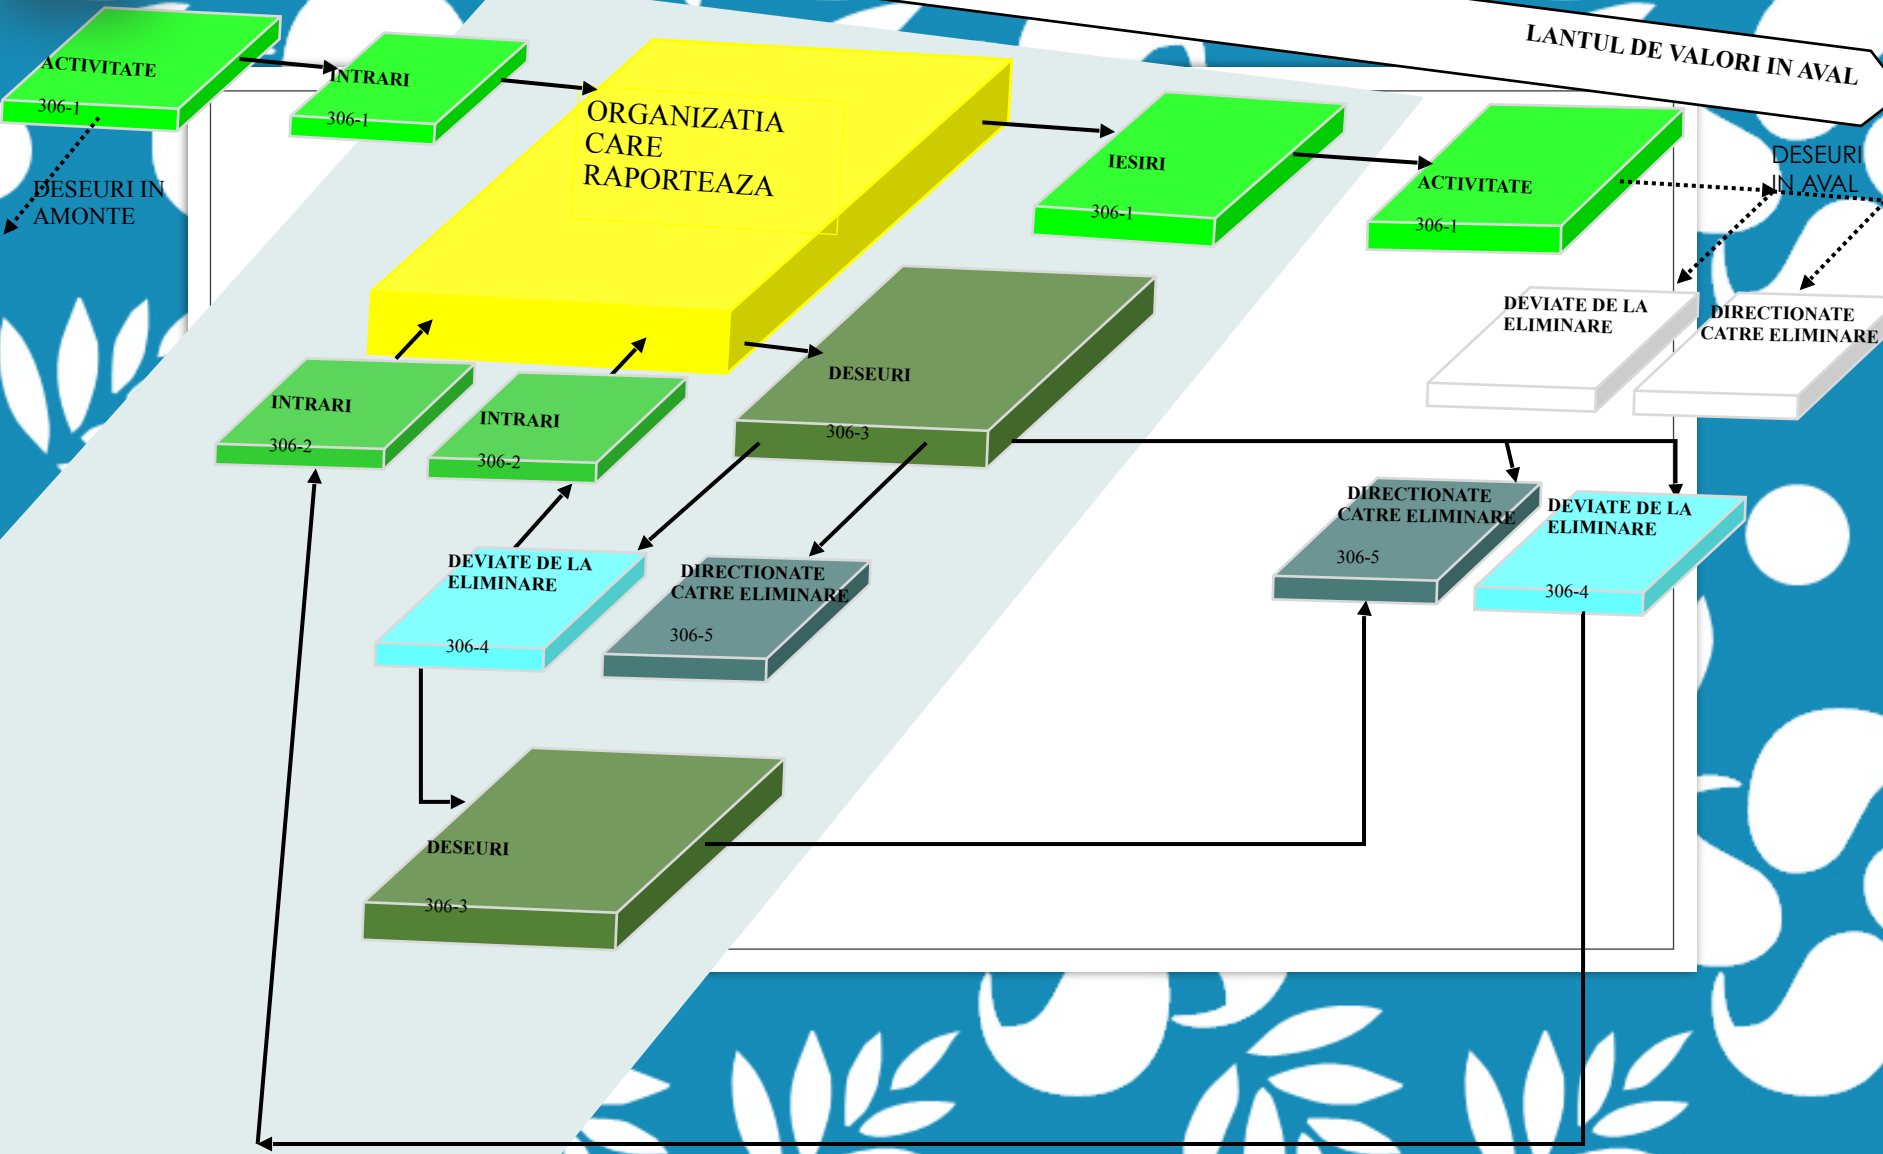 LANTUL DE VALORI IN AVAL
ACTIVITATE
306-1
INTRARI
306-1
DESEURI IN
AMONTE
ORGANIZATIA
CARE
RAPORTEAZA
IESIRI
306-1
ACTIVITATE
306-1
DESEURI
IN AVAL
DEVIATE DE LA
ELIMINARE
DIRECTIONATE
CATRE ELIMINARE
INTRARI
306-2
INTRARI
306-2
DESEURI
306-3
DEVIATE DE LA
ELIMINARE
306-4
DIRECTIONATE
CATRE ELIMINARE
306-5
DIRECTIONATE
CATRE ELIMINARE
306-5
DEVIATE DE LA
ELIMINARE
306-4
DESEURI
306-3